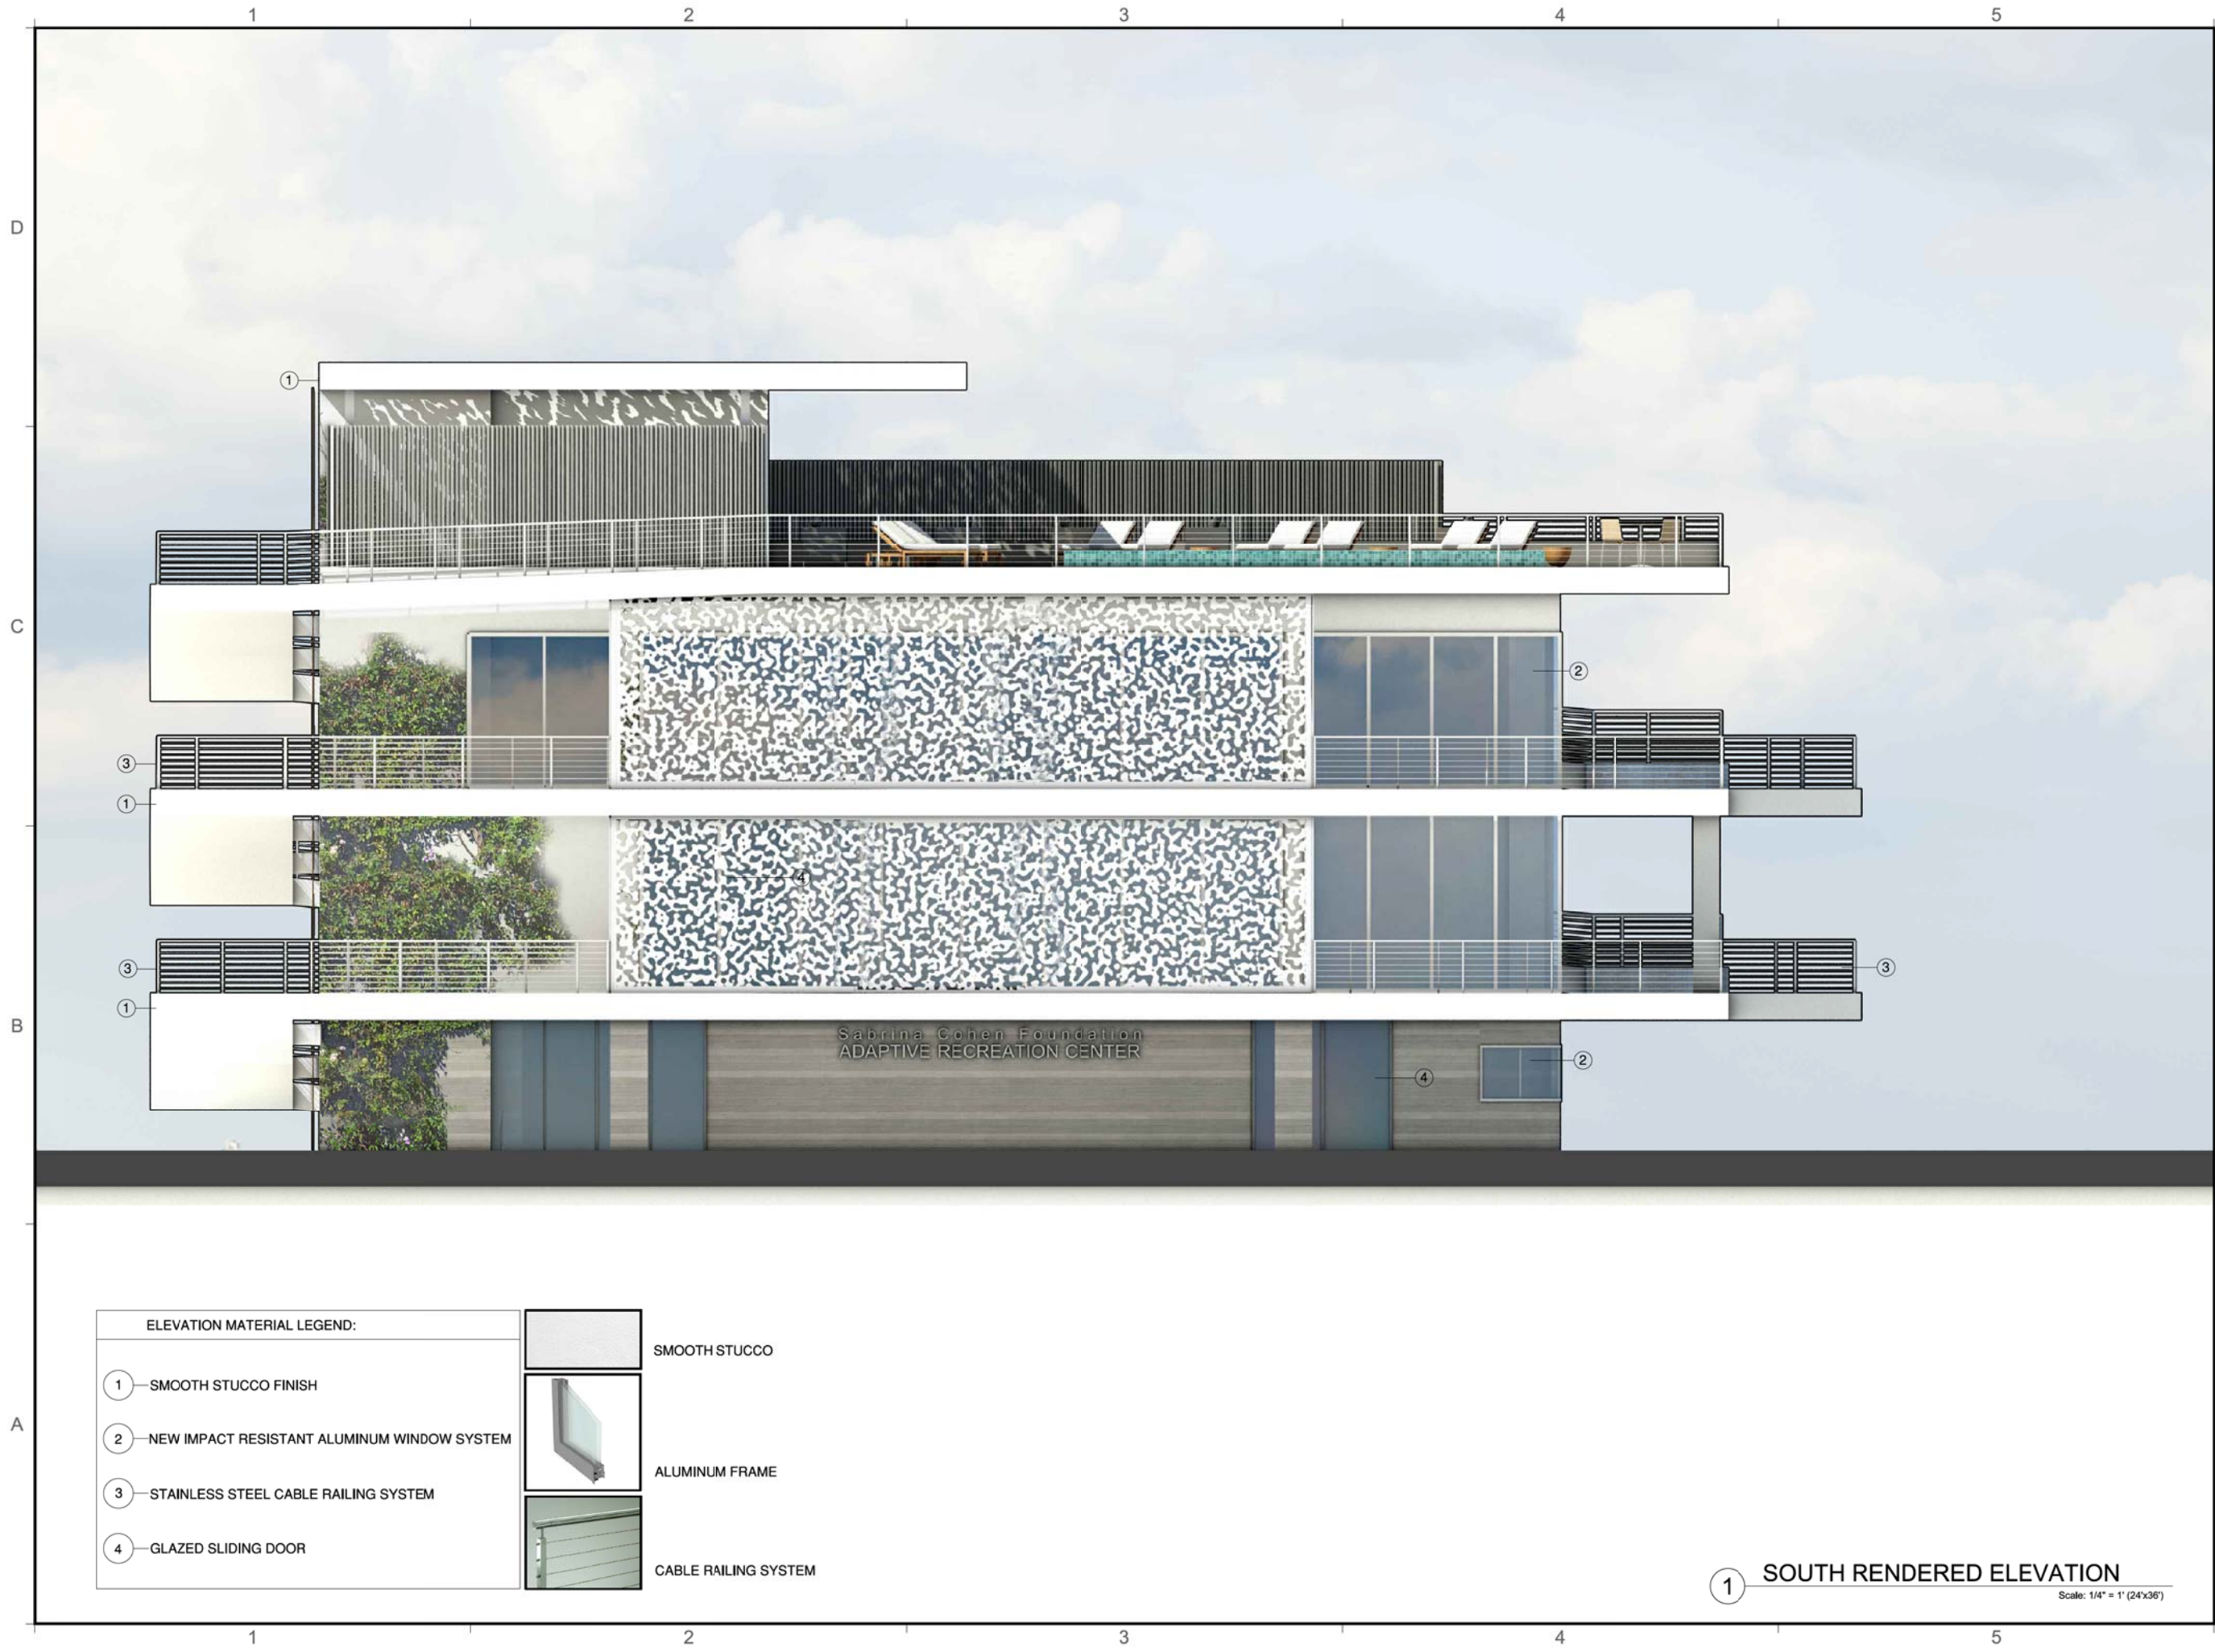 1 2 3 4 5
D
1
C
2
3
1
4
3
3
1
B
Sabrina Cohen Foundation
ADAPTIVE RECREATION CENTER
2
4
ELEVATION MATERIAL LEGEND:
1 SMOOTH STUCCO FINISH
2 NEW IMPACT RESISTANT ALUMINUM WINDOW SYSTEM
3 STAINLESS STEEL CABLE RAILING SYSTEM
4 GLAZED SLIDING DOOR
SMOOTH STUCCO
ALUMINUM FRAME
CABLE RAILING SYSTEM
A
1 SOUTH RENDERED ELEVATION
Scale: 1/4" = 1' (24'x36')
1 2 3 4 5